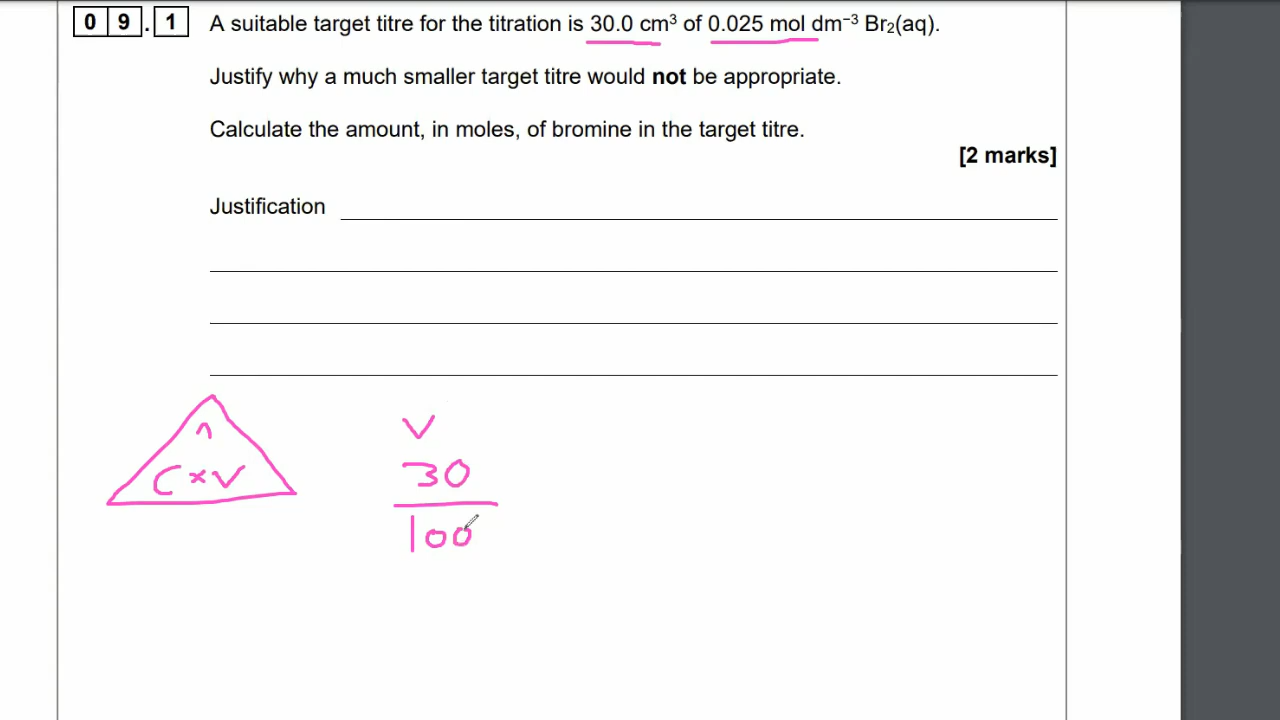 09.1 A suitable target titre for the titration is 30.0 cm³ of 0.025 mol dm⁻³ Br₂(aq).
Justify why a much smaller target titre would not be appropriate.
Calculate the amount, in moles, of bromine in the target titre.
[2 marks]
Justification
n
C × V
V
30
100